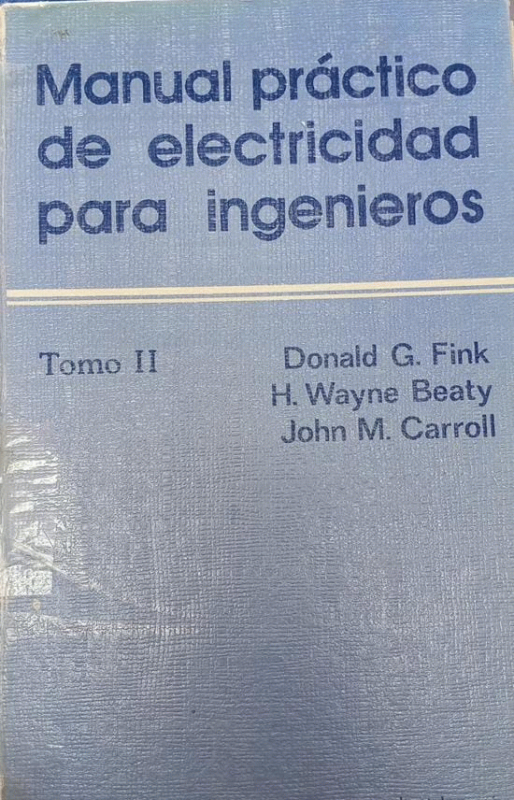 Manual práctico
de electricidad
para ingenieros
Tomo II
Donald G. Fink
H. Wayne Beaty
John M. Carroll